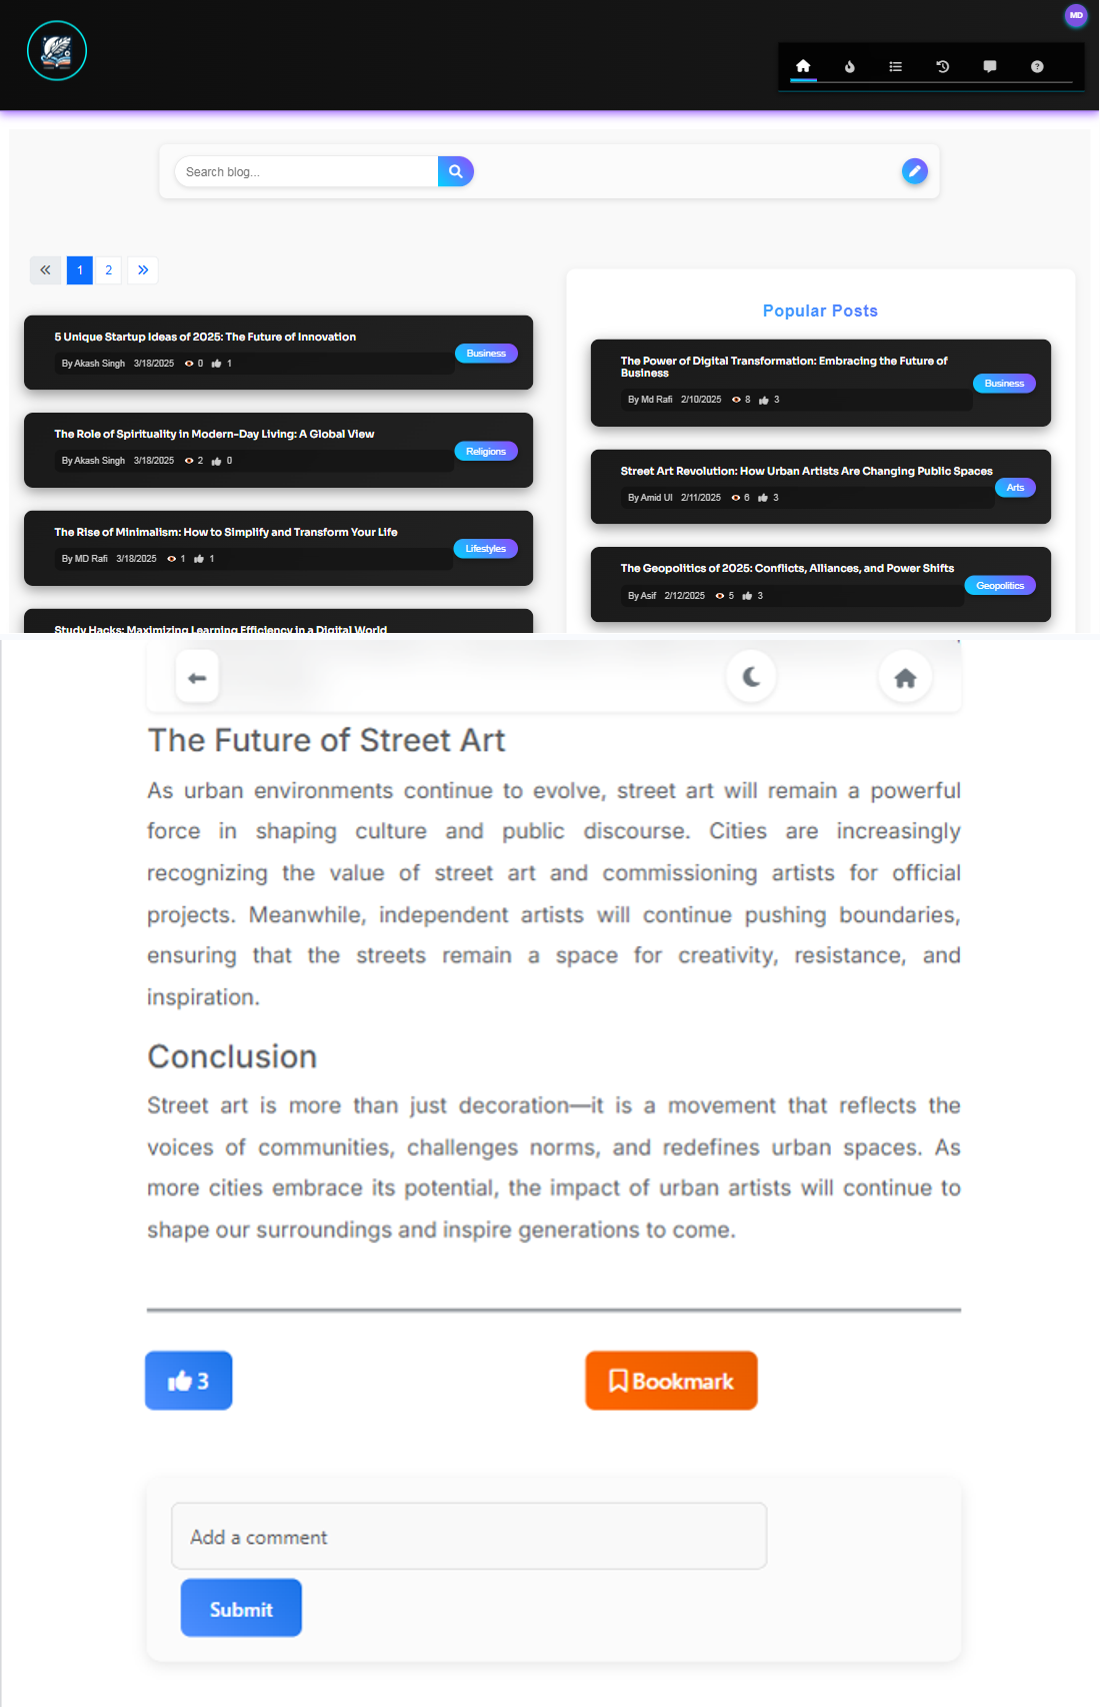 MD
Search blog...
« 1 2 »
5 Unique Startup Ideas of 2025: The Future of Innovation
By Akash Singh 3/18/2025 0 1
Business
The Role of Spirituality in Modern-Day Living: A Global View
By Akash Singh 3/18/2025 2 0
Religions
The Rise of Minimalism: How to Simplify and Transform Your Life
By MD Rafi 3/18/2025 1 1
Lifestyles
Study Hacks: Maximizing Learning Efficiency in a Digital World
Popular Posts
The Power of Digital Transformation: Embracing the Future of
Business
By Md Rafi 2/10/2025 8 3
Business
Street Art Revolution: How Urban Artists Are Changing Public Spaces
By Amid Ul 2/11/2025 6 3
Arts
The Geopolitics of 2025: Conflicts, Alliances, and Power Shifts
By Asif 2/12/2025 5 3
Geopolitics
The Future of Street Art
As urban environments continue to evolve, street art will remain a powerful
force in shaping culture and public discourse. Cities are increasingly
recognizing the value of street art and commissioning artists for official
projects. Meanwhile, independent artists will continue pushing boundaries,
ensuring that the streets remain a space for creativity, resistance, and
inspiration.
Conclusion
Street art is more than just decoration—it is a movement that reflects the
voices of communities, challenges norms, and redefines urban spaces. As
more cities embrace its potential, the impact of urban artists will continue to
shape our surroundings and inspire generations to come.
3
Bookmark
Add a comment
Submit